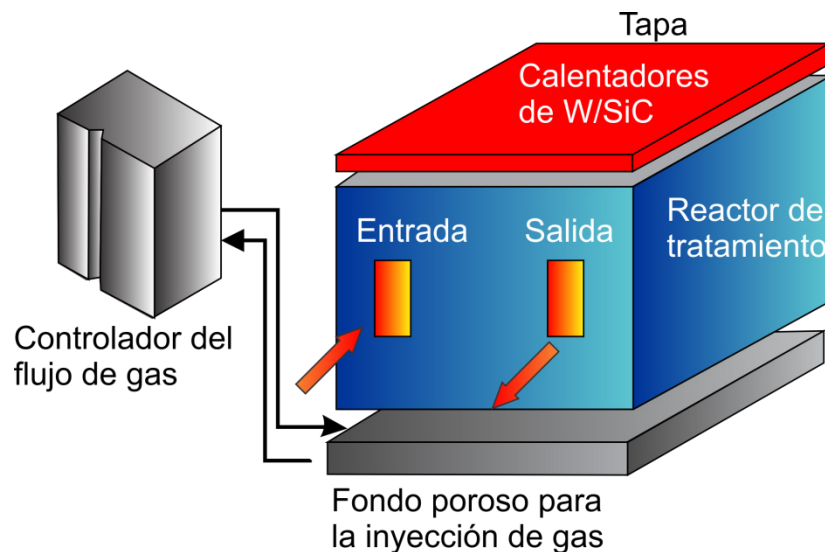 Tapa
Calentadores
de W/SiC
Entrada
Salida
Reactor de
tratamiento
Controlador del
flujo de gas
Fondo poroso para
la inyección de gas